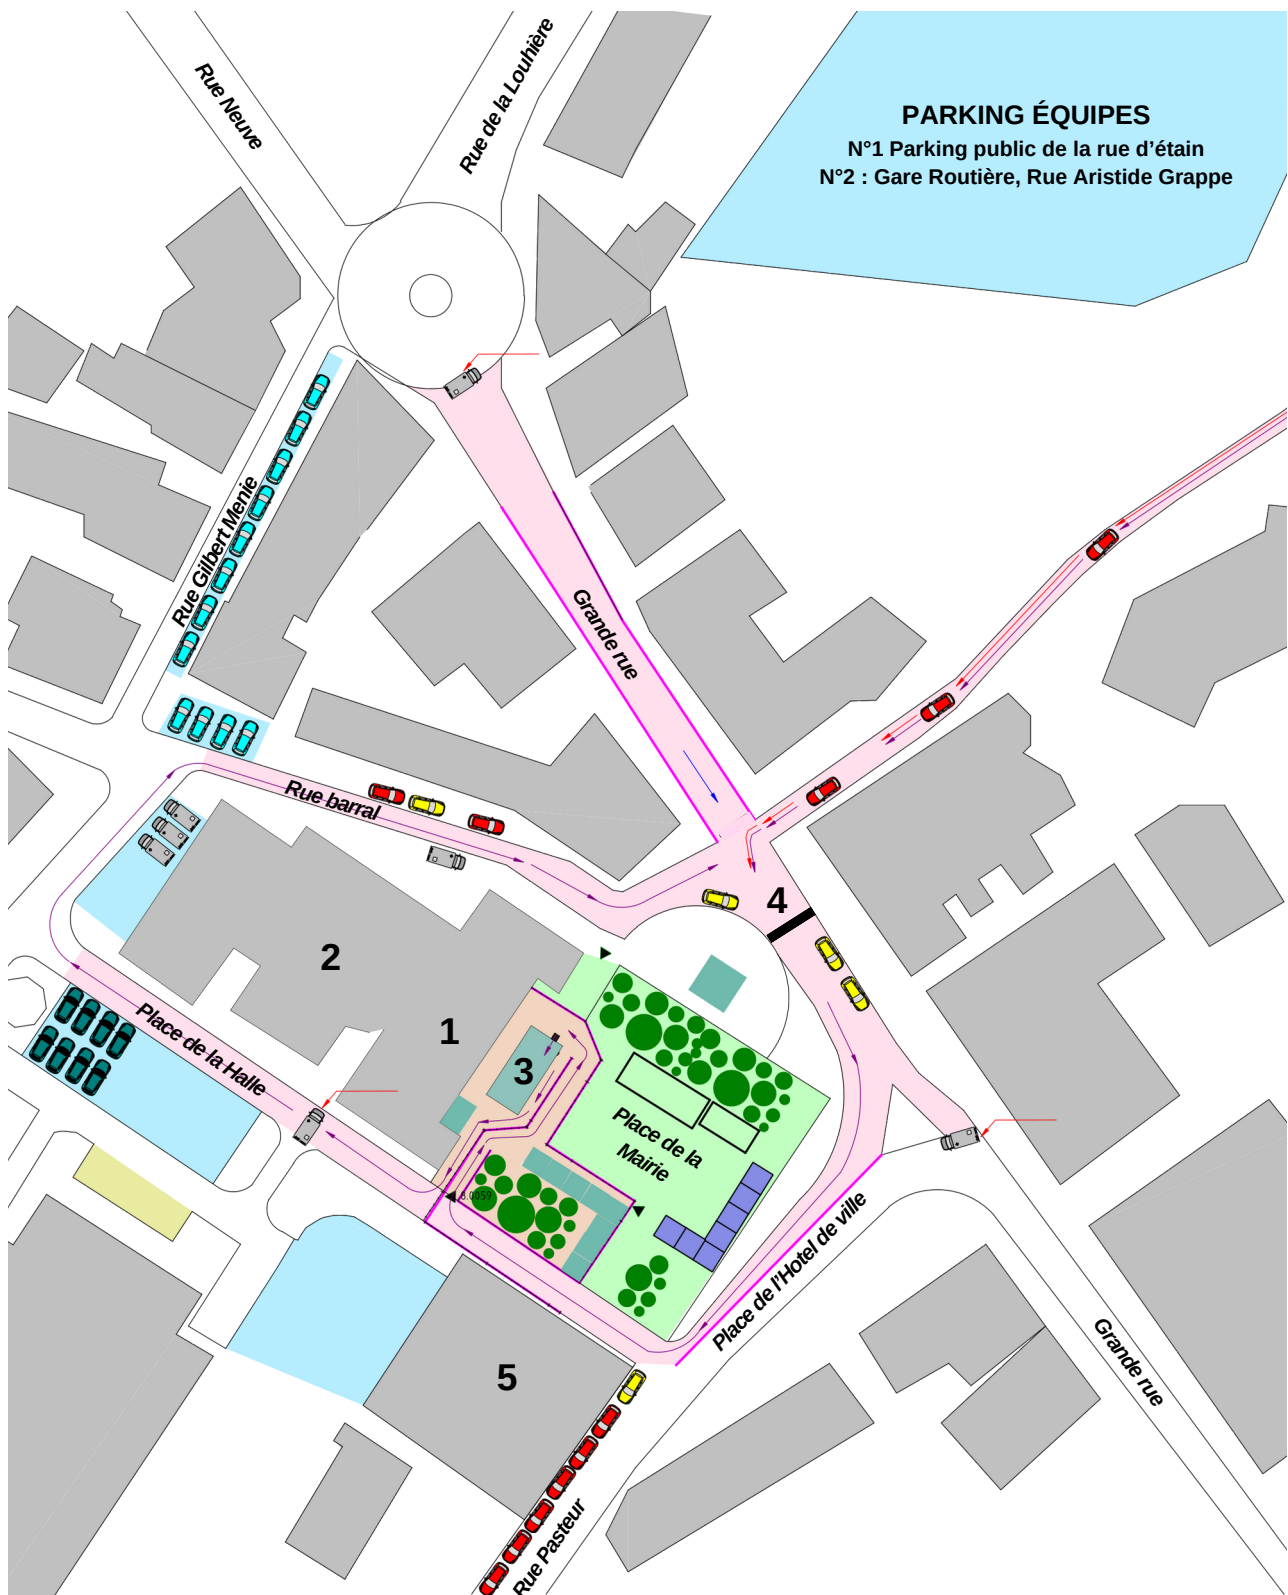 Rue Neuve
Rue de la Louhière
PARKING ÉQUIPES
N°1 Parking public de la rue d’étain
N°2 : Gare Routière, Rue Aristide Grappe
Rue Gilbert Menie
Grande rue
Rue barral
4
2
1
3
Place de la Halle
Place de la
Mairie
8.0059
Place de l’Hotel de ville
5
Grande rue
Rue Pasteur